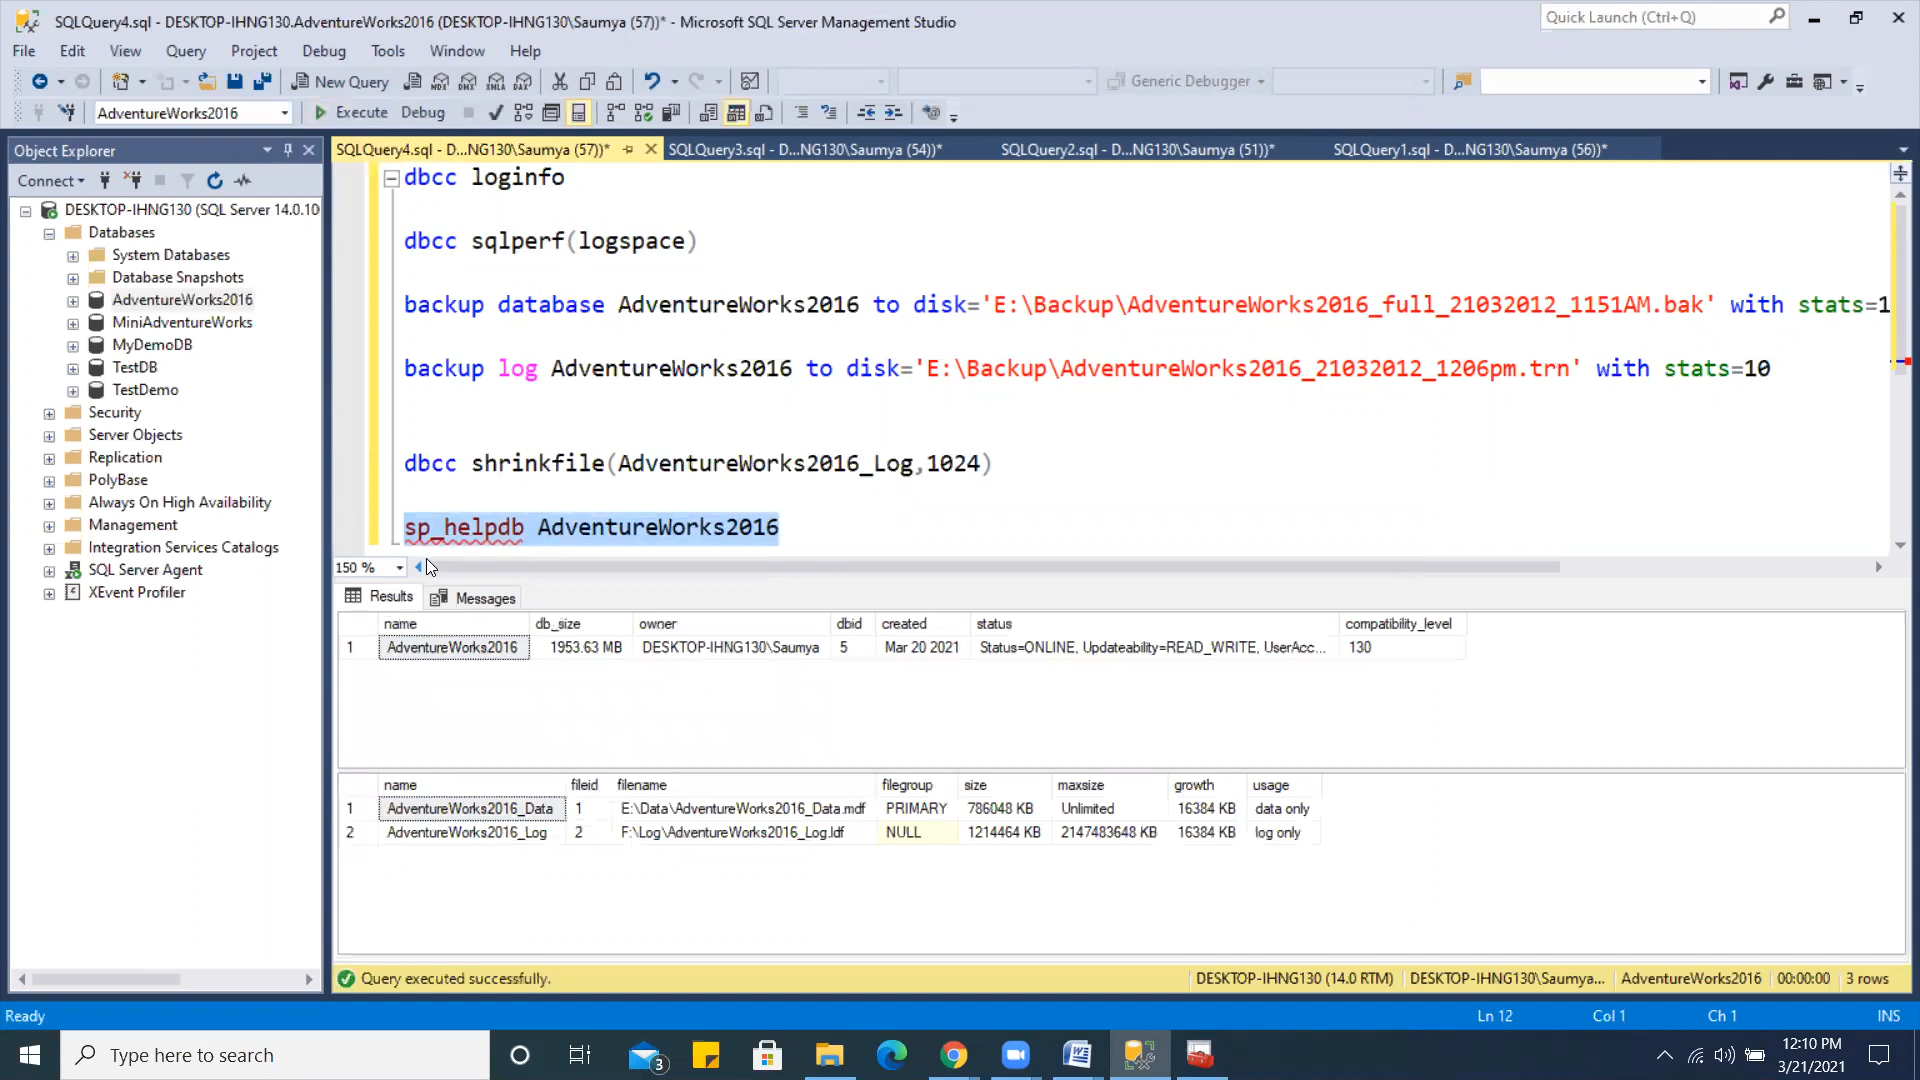 SQLQuery4.sql - DESKTOP-IHNG130.AdventureWorks2016 (DESKTOP-IHNG130\Saumya (57))* - Microsoft SQL Server Management Studio
Quick Launch (Ctrl+Q)
File Edit View Query Project Debug Tools Window Help
New Query
MDX DMX XMLA DAX
Generic Debugger
AdventureWorks2016
Execute Debug
Object Explorer
SQLQuery4.sql - D...NG130\Saumya (57))* SQLQuery3.sql - D...NG130\Saumya (54))* SQLQuery2.sql - D...NG130\Saumya (51))* SQLQuery1.sql - D...NG130\Saumya (56))*
Connect
DESKTOP-IHNG130 (SQL Server 14.0.10
Databases
System Databases
Database Snapshots
AdventureWorks2016
MiniAdventureWorks
MyDemoDB
TestDB
TestDemo
Security
Server Objects
Replication
PolyBase
Always On High Availability
Management
Integration Services Catalogs
SQL Server Agent
XEvent Profiler
dbcc loginfo
dbcc sqlperf(logspace)
backup database AdventureWorks2016 to disk='E:\Backup\AdventureWorks2016_full_21032012_1151AM.bak' with stats=1
backup log AdventureWorks2016 to disk='E:\Backup\AdventureWorks2016_21032012_1206pm.trn' with stats=10
dbcc shrinkfile(AdventureWorks2016_Log,1024)
sp_helpdb AdventureWorks2016
150 %
Results Messages
name db_size owner dbid created status compatibility_level
1 AdventureWorks2016 1953.63 MB DESKTOP-IHNG130\Saumya 5 Mar 20 2021 Status=ONLINE, Updateability=READ_WRITE, UserAcc... 130
name fileid filename filegroup size maxsize growth usage
1 AdventureWorks2016_Data 1 E:\Data\AdventureWorks2016_Data.mdf PRIMARY 786048 KB Unlimited 16384 KB data only
2 AdventureWorks2016_Log 2 F:\Log\AdventureWorks2016_Log.ldf NULL 1214464 KB 2147483648 KB 16384 KB log only
Query executed successfully. DESKTOP-IHNG130 (14.0 RTM) DESKTOP-IHNG130\Saumya... AdventureWorks2016 00:00:00 3 rows
Ready Ln 12 Col 1 Ch 1 INS
Type here to search
3
12:10 PM
3/21/2021